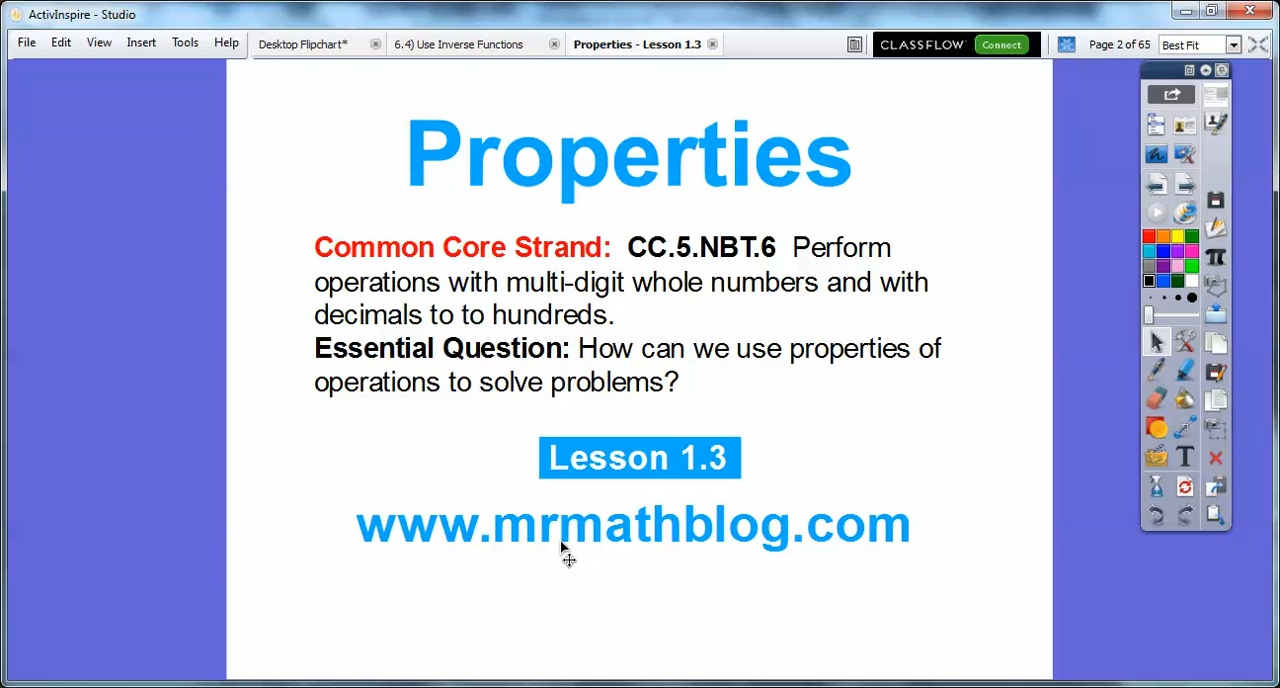 ActivInspire - Studio
File Edit View Insert Tools Help Desktop Flipchart* 6.4) Use Inverse Functions Properties - Lesson 1.3 CLASSFLOW Connect Page 2 of 65 Best Fit
Properties
Common Core Strand: CC.5.NBT.6 Perform
operations with multi-digit whole numbers and with
decimals to to hundreds.
Essential Question: How can we use properties of
operations to solve problems?
Lesson 1.3
www.mrmathblog.com